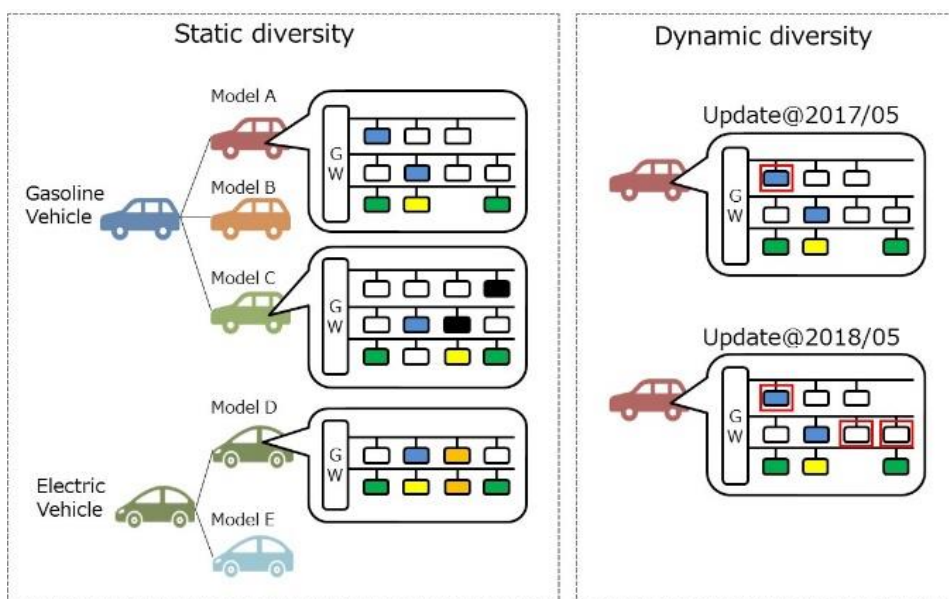 Static diversity
Model A
G
W
Model B
Gasoline
Vehicle
Model C
G
W
Model D
G
W
Electric
Vehicle
Model E
Dynamic diversity
Update@2017/05
G
W
Update@2018/05
G
W